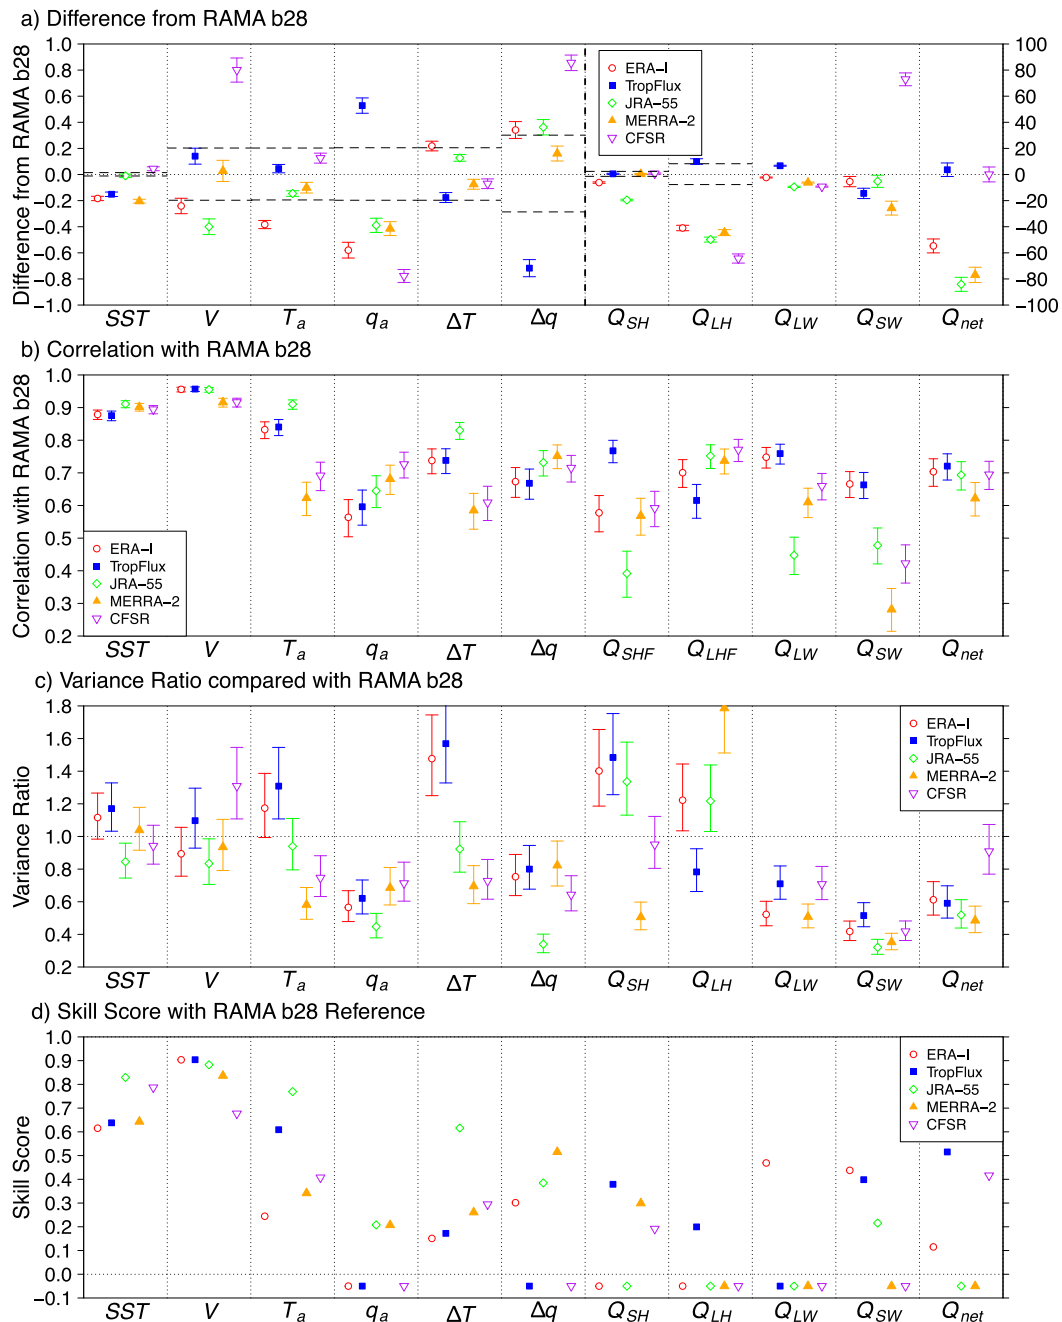 a) Difference from RAMA b28
Difference from RAMA b28
1.0
0.8
0.6
0.4
0.2
0.0
−0.2
−0.4
−0.6
−0.8
−1.0
100
80
60
40
20
0
−20
−40
−60
−80
−100
ERA−I
TropFlux
JRA−55
MERRA−2
CFSR
SST V Ta qa ΔT Δq QSH QLH QLW QSW Qnet
b) Correlation with RAMA b28
Correlation with RAMA b28
1.0
0.9
0.8
0.7
0.6
0.5
0.4
0.3
0.2
ERA−I
TropFlux
JRA−55
MERRA−2
CFSR
SST V Ta qa ΔT Δq QSHF QLHF QLW QSW Qnet
c) Variance Ratio compared with RAMA b28
Variance Ratio
1.8
1.6
1.4
1.2
1.0
0.8
0.6
0.4
0.2
ERA−I
TropFlux
JRA−55
MERRA−2
CFSR
SST V Ta qa ΔT Δq QSH QLH QLW QSW Qnet
d) Skill Score with RAMA b28 Reference
Skill Score
1.0
0.9
0.8
0.7
0.6
0.5
0.4
0.3
0.2
0.1
0.0
−0.1
ERA−I
TropFlux
JRA−55
MERRA−2
CFSR
SST V Ta qa ΔT Δq QSH QLH QLW QSW Qnet